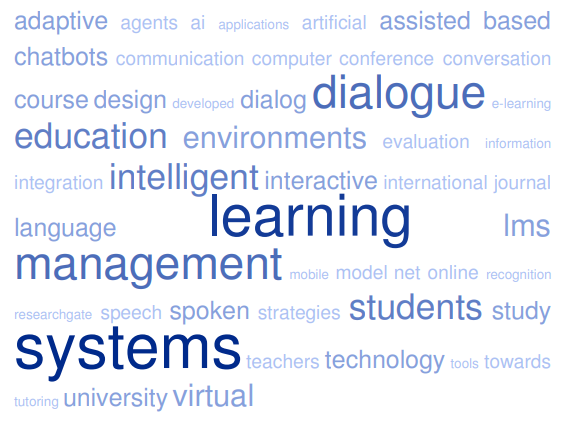 adaptive agents ai applications artificial assisted based
chatbots communication computer conference conversation
course design developed dialog dialogue e-learning
education environments evaluation information
integration intelligent interactive international journal
language learning lms
management mobile model net online recognition
researchgate speech spoken strategies students study
systems teachers technology tools towards
tutoring university virtual